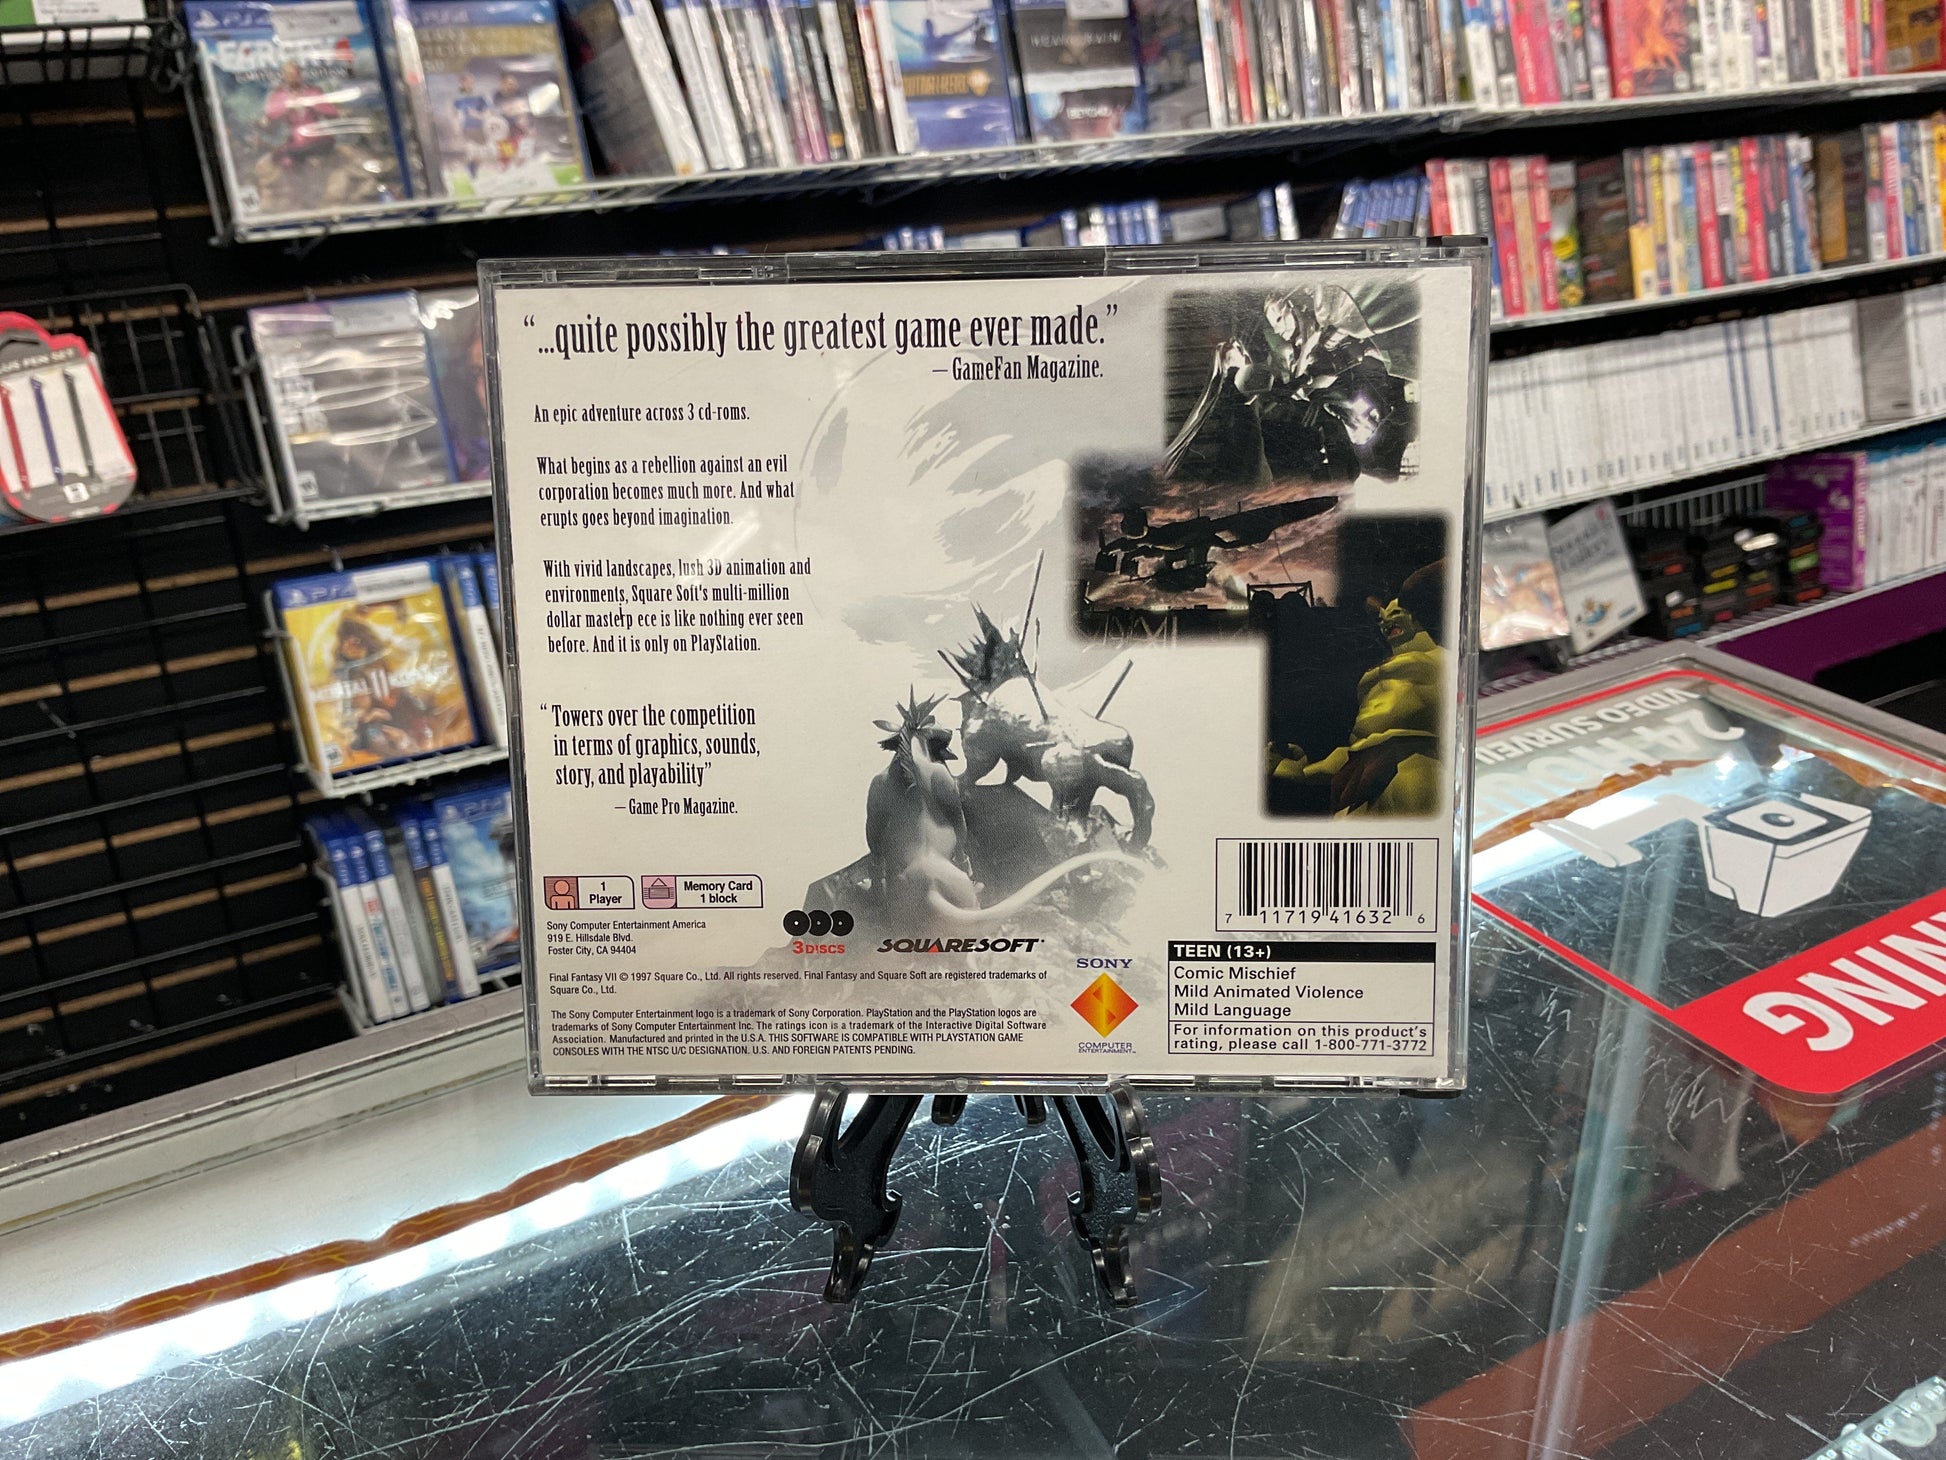 “...quite possibly the greatest game ever made.”
– GameFan Magazine.
An epic adventure across 3 cd-roms.
What begins as a rebellion against an evil
corporation becomes much more. And what
erupts goes beyond imagination.
With vivid landscapes, lush 3D animation and
environments, Square Soft's multi-million
dollar masterp ece is like nothing ever seen
before. And it is only on PlayStation.
“Towers over the competition
in terms of graphics, sounds,
story, and playability”
– Game Pro Magazine.
1
Player
Memory Card
1 block
Sony Computer Entertainment America
919 E. Hillsdale Blvd.
Foster City, CA 94404
3 DISCS
SQUARESOFT
Final Fantasy VII © 1997 Square Co., Ltd. All rights reserved. Final Fantasy and Square Soft are registered trademarks of
Square Co., Ltd.
The Sony Computer Entertainment logo is a trademark of Sony Corporation. PlayStation and the PlayStation logos are
trademarks of Sony Computer Entertainment Inc. The ratings icon is a trademark of the Interactive Digital Software
Association. Manufactured and printed in the U.S.A. THIS SOFTWARE IS COMPATIBLE WITH PLAYSTATION GAME
CONSOLES WITH THE NTSC U/C DESIGNATION. U.S. AND FOREIGN PATENTS PENDING.
SONY
COMPUTER
ENTERTAINMENT
7 11719 41632 6
TEEN (13+)
Comic Mischief
Mild Animated Violence
Mild Language
For information on this product's
rating, please call 1-800-771-3772
24 HOUR
VIDEO SURVEIL
NING
PS4
MORTAL KOMBAT 11
FARCRY 4